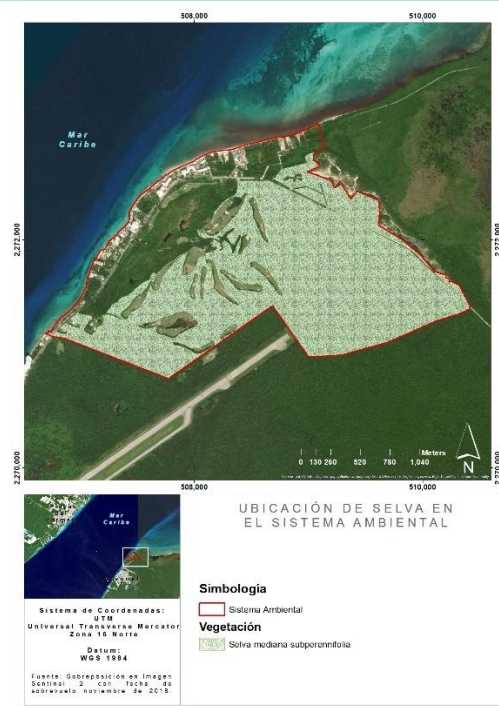 508,000
510,000
Mar
Caribe
2,272,000
2,272,000
Meters
0 130 260 520 780 1,040
N
2,270,000
2,270,000
508,000
510,000
Mar
Caribe
UBICACIÓN DE SELVA EN
EL SISTEMA AMBIENTAL
Sistema de Coordenadas:
UTM
Universal Transverse Mercator
Zona 16 Norte
Datum:
WGS 1984
Fuente: Sobreposición en Imagen
Sentinel 2 con fecha de
sobrevuelo noviembre de 2018.
Simbología
Sistema Ambiental
Vegetación
Selva mediana subperennifolia